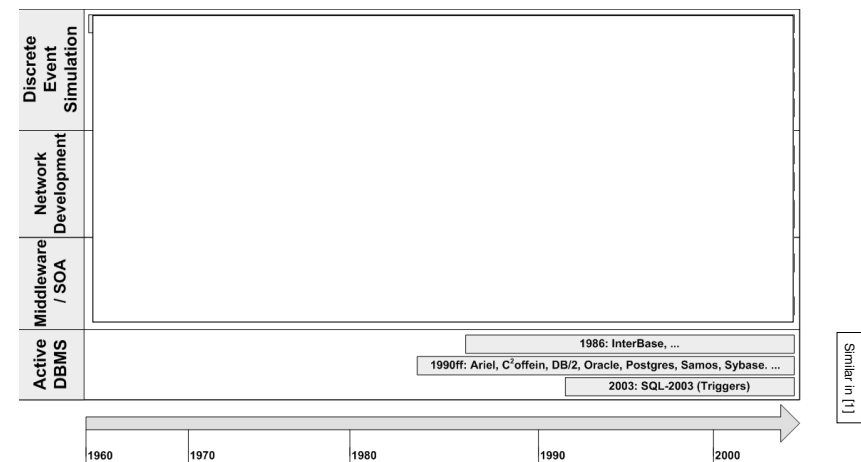 Discrete
Event
Simulation
Network
Development
Middleware
/ SOA
Active
DBMS
1986: InterBase, ...
1990ff: Ariel, C²offein, DB/2, Oracle, Postgres, Samos, Sybase. ...
2003: SQL-2003 (Triggers)
1960
1970
1980
1990
2000
Similar in [1]